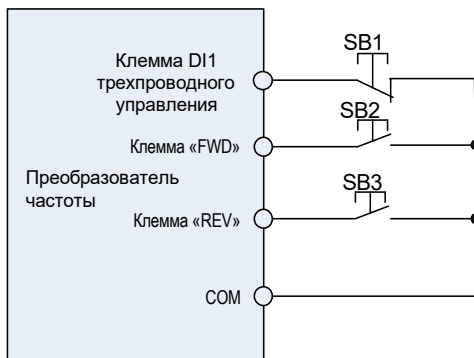 SB1
Клемма DI1
трехпроводного
управления
SB2
Клемма «FWD»
Преобразователь
частоты
SB3
Клемма «REV»
COM